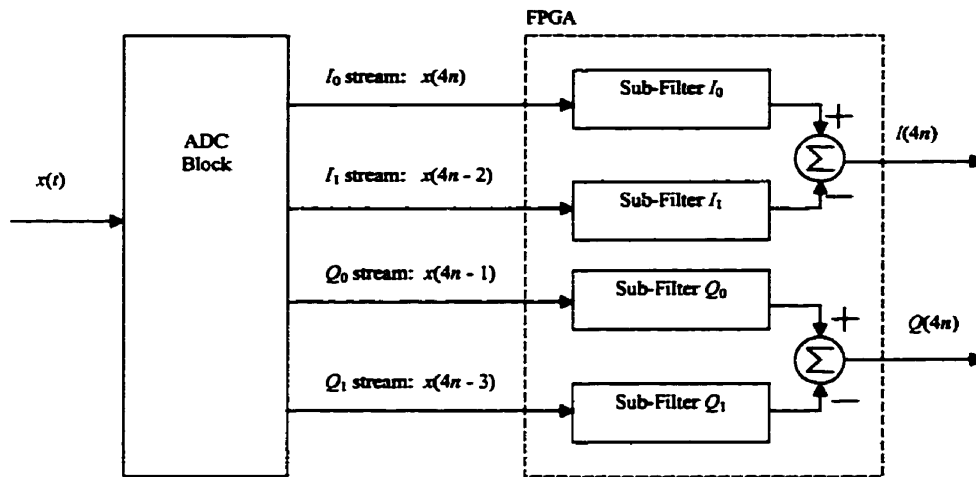 FPGA
I₀ stream: x(4n)
Sub-Filter I₀
+
I(4n)
ADC
Block
Σ
x(t)
I₁ stream: x(4n - 2)
Sub-Filter I₁
−
Q₀ stream: x(4n - 1)
Sub-Filter Q₀
+
Q(4n)
Σ
Q₁ stream: x(4n - 3)
Sub-Filter Q₁
−